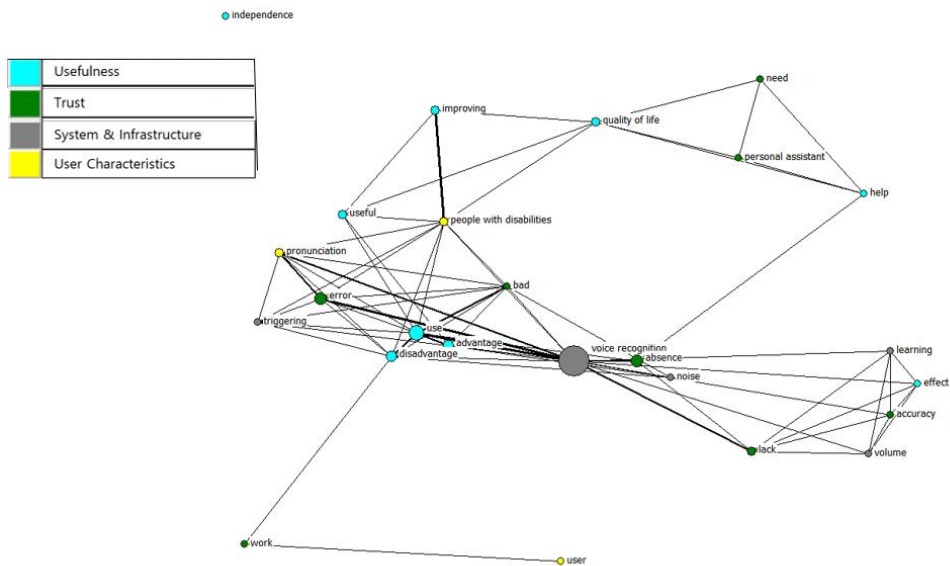 independence
Usefulness
Trust
System & Infrastructure
User Characteristics
need
improving
quality of life
personal assistant
help
useful
people with disabilities
pronunciation
bad
error
triggering
use
advantage
voice recognition
disadvantage
absence
learning
noise
effect
accuracy
lack
volume
work
user